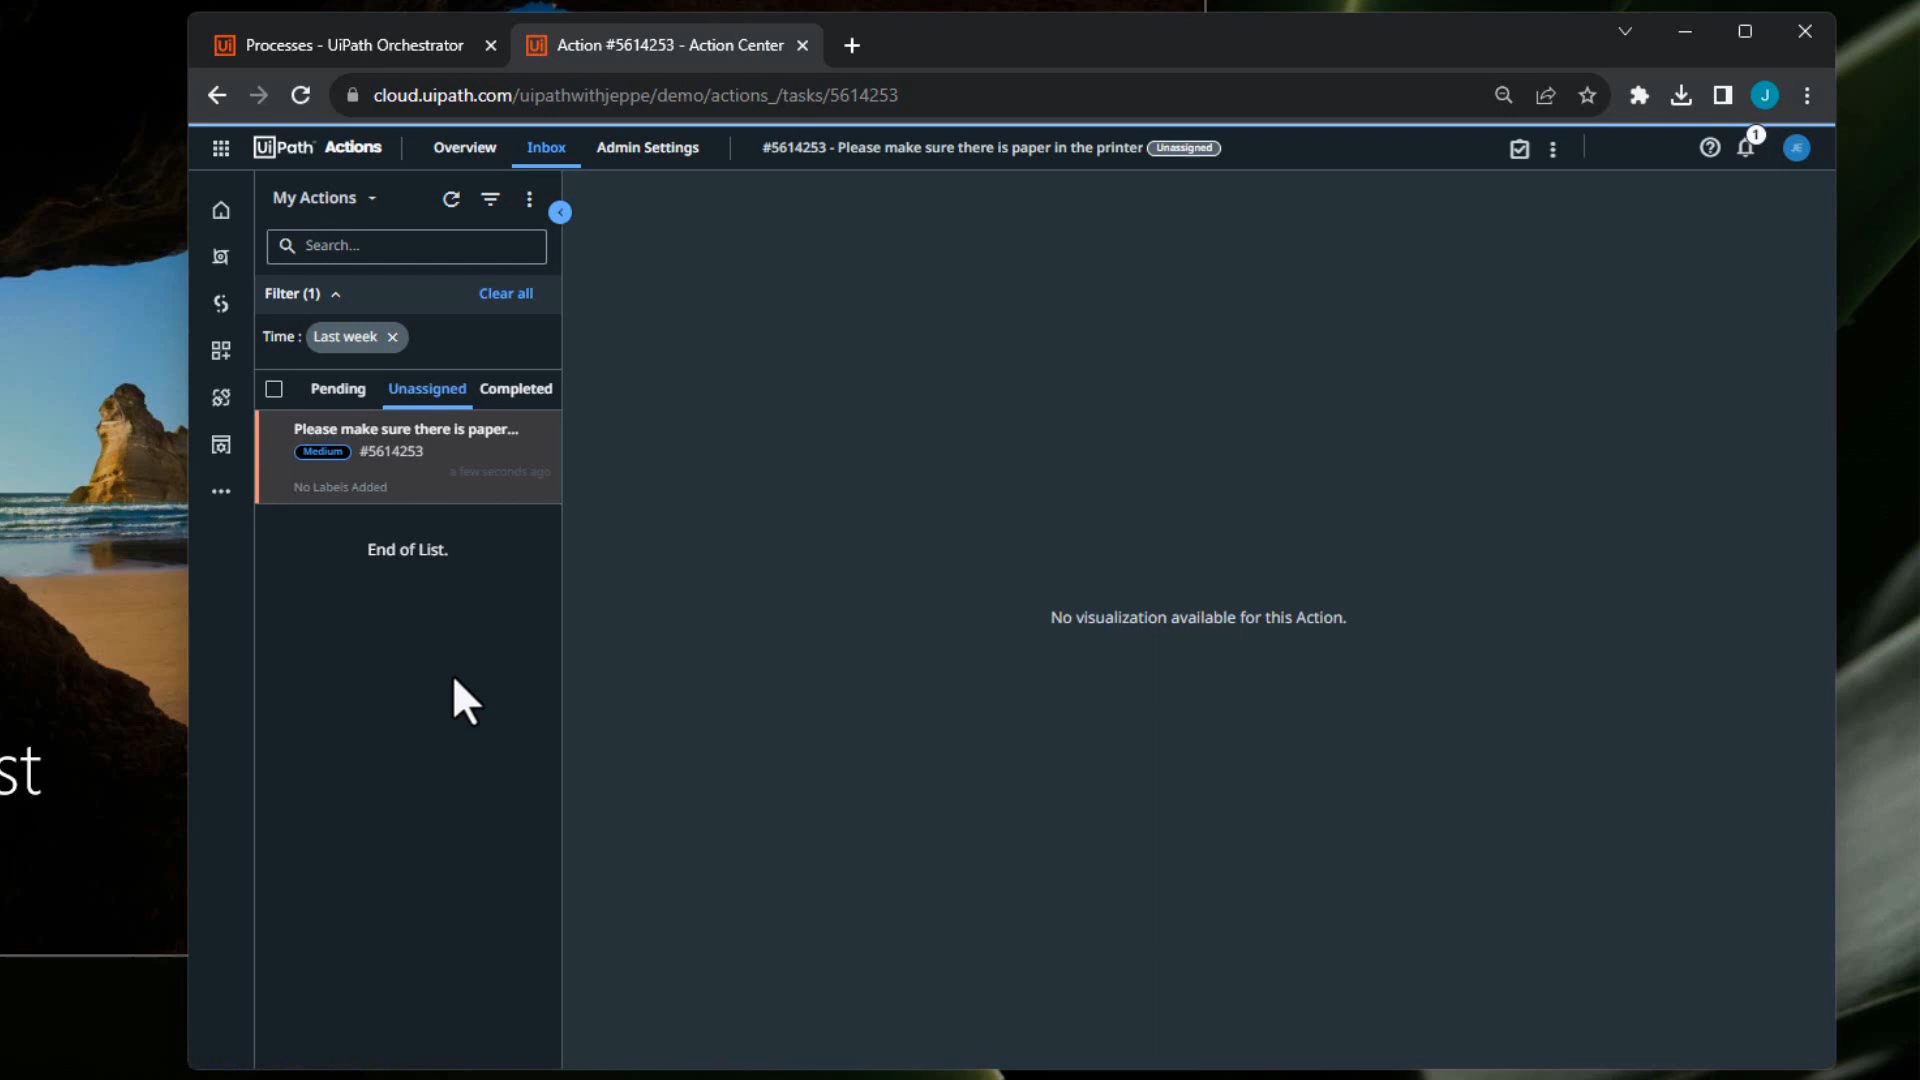 Processes - UiPath Orchestrator
Action #5614253 - Action Center
cloud.uipath.com/uipathwithjeppe/demo/actions_/tasks/5614253
J
UiPath Actions
Overview
Inbox
Admin Settings
#5614253 - Please make sure there is paper in the printer
Unassigned
1
JE
My Actions
Search...
Filter (1)
Clear all
Time :
Last week
Pending
Unassigned
Completed
Please make sure there is paper...
Medium
#5614253
a few seconds ago
No Labels Added
End of List.
No visualization available for this Action.
st